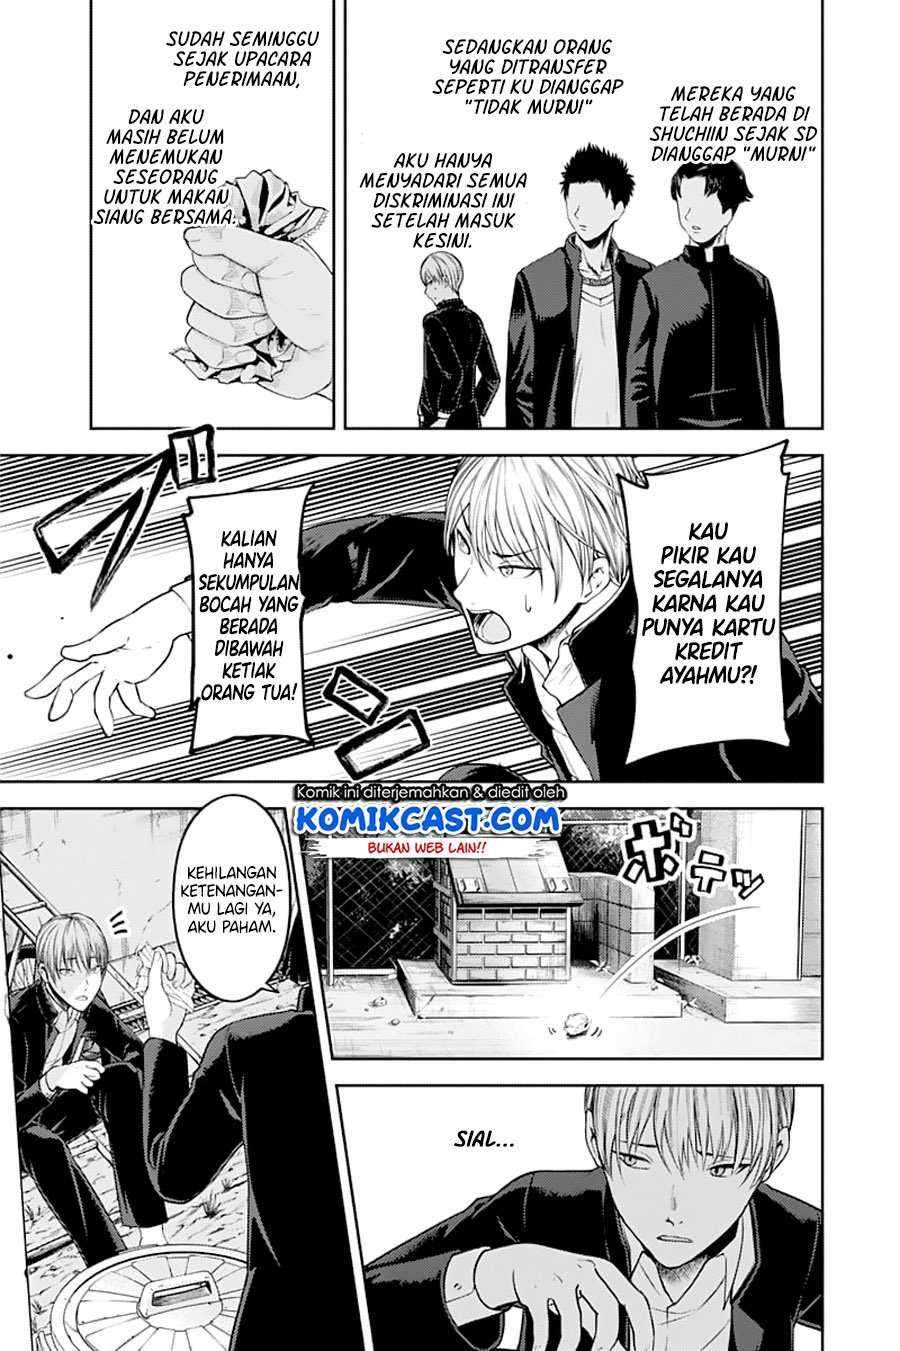 MEREKA YANG
TELAH BERADA DI
SHUCHIIN SEJAK SD
DIANGGAP "MURNI"
SEDANGKAN ORANG
YANG DITRANSFER
SEPERTI KU DIANGGAP
"TIDAK MURNI"
AKU HANYA
MENYADARI SEMUA
DISKRIMINASI INI
SETELAH MASUK
KESINI.
SUDAH SEMINGGU
SEJAK UPACARA
PENERIMAAN,
DAN AKU
MASIH BELUM
MENEMUKAN
SESEORANG
UNTUK MAKAN
SIANG BERSAMA.
KAU
PIKIR KAU
SEGALANYA
KARNA KAU
PUNYA KARTU
KREDIT
AYAHMU?!
KALIAN
HANYA
SEKUMPULAN
BOCAH YANG
BERADA
DIBAWAH
KETIAK
ORANG TUA!
Komik ini diterjemahkan & diedit oleh
KOMIKCAST.COM
BUKAN WEB LAIN!!
ボテッ
KEHILANGAN
KETENANGAN-
MU LAGI YA,
AKU PAHAM.
SIAL...